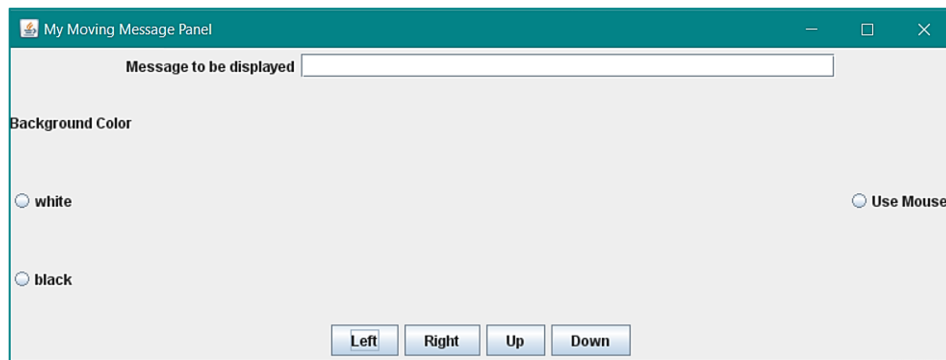 My Moving Message Panel
Message to be displayed
Background Color
white
Use Mouse
black
Left Right Up Down